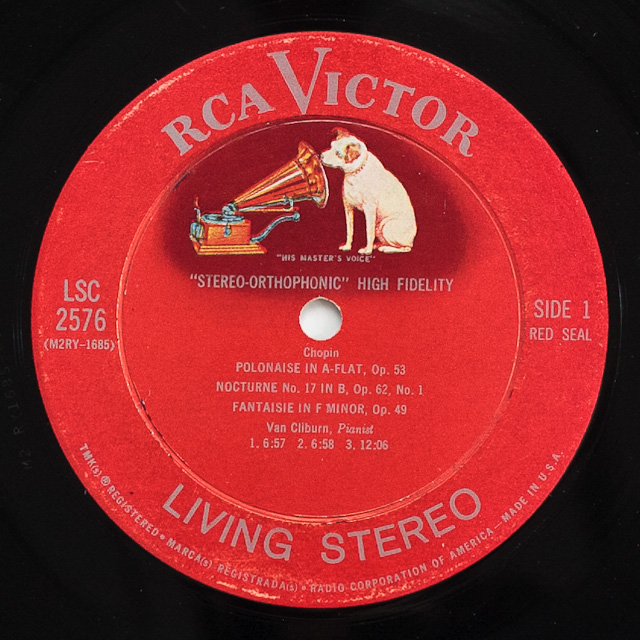 RCA VICTOR
"HIS MASTER'S VOICE"
"STEREO-ORTHOPHONIC" HIGH FIDELITY
LSC
2576
(M2RY-1685)
SIDE 1
RED SEAL
Chopin
POLONAISE IN A-FLAT, Op. 53
NOCTURNE No. 17 IN B, Op. 62, No. 1
FANTAISIE IN F MINOR, Op. 49
Van Cliburn, Pianist
1. 6:57 2. 6:58 3. 12:06
LIVING STEREO
TMK(s) ® REGISTERED • MARCA(s) REGISTRADA(s) • RADIO CORPORATION OF AMERICA — MADE IN U.S.A.